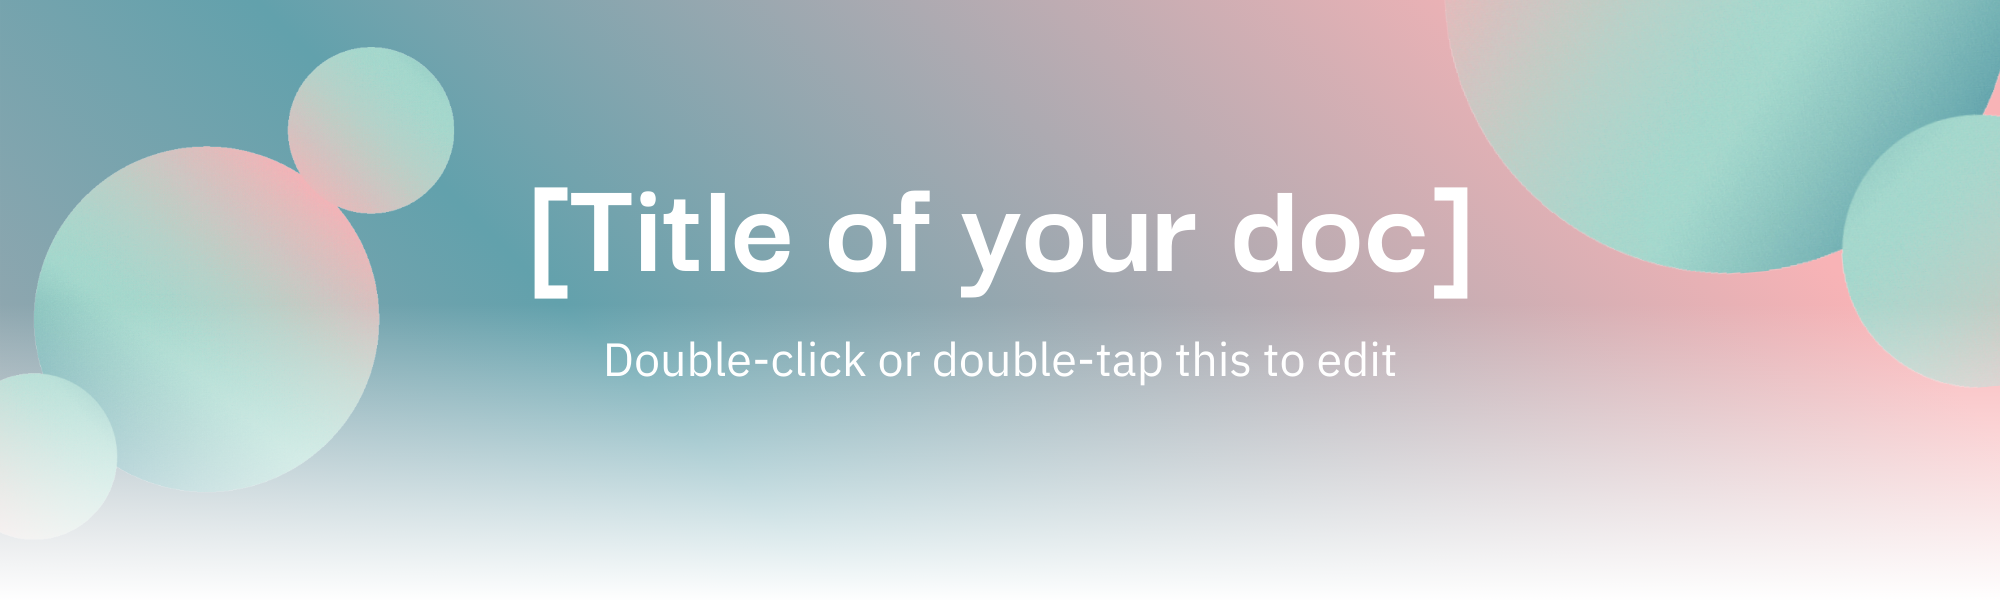 [Title of your doc]
Double-click or double-tap this to edit